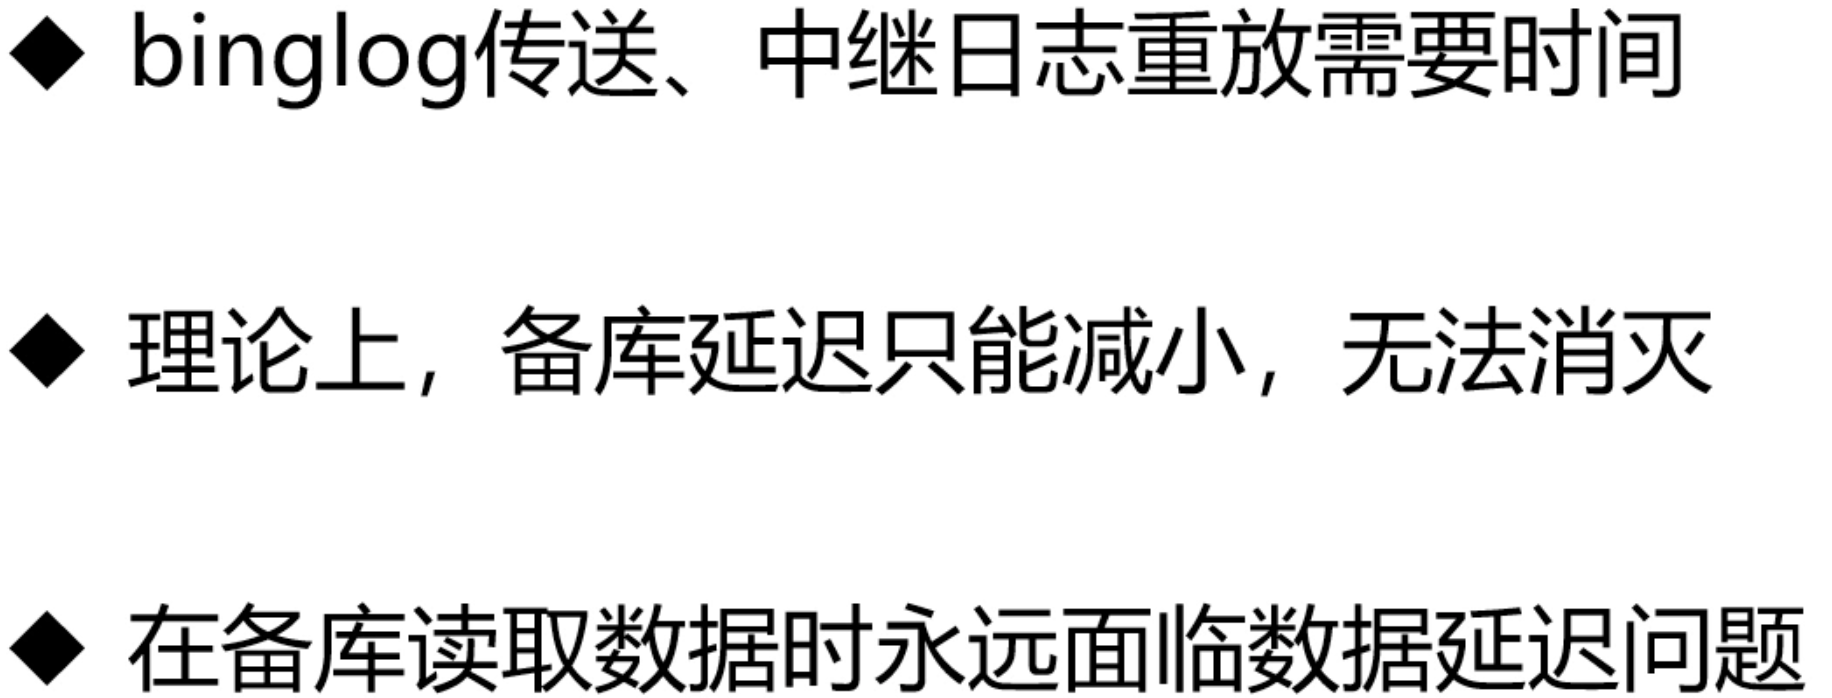 ◆ binglog传送、中继日志重放需要时间
◆ 理论上，备库延迟只能减小，无法消灭
◆ 在备库读取数据时永远面临数据延迟问题